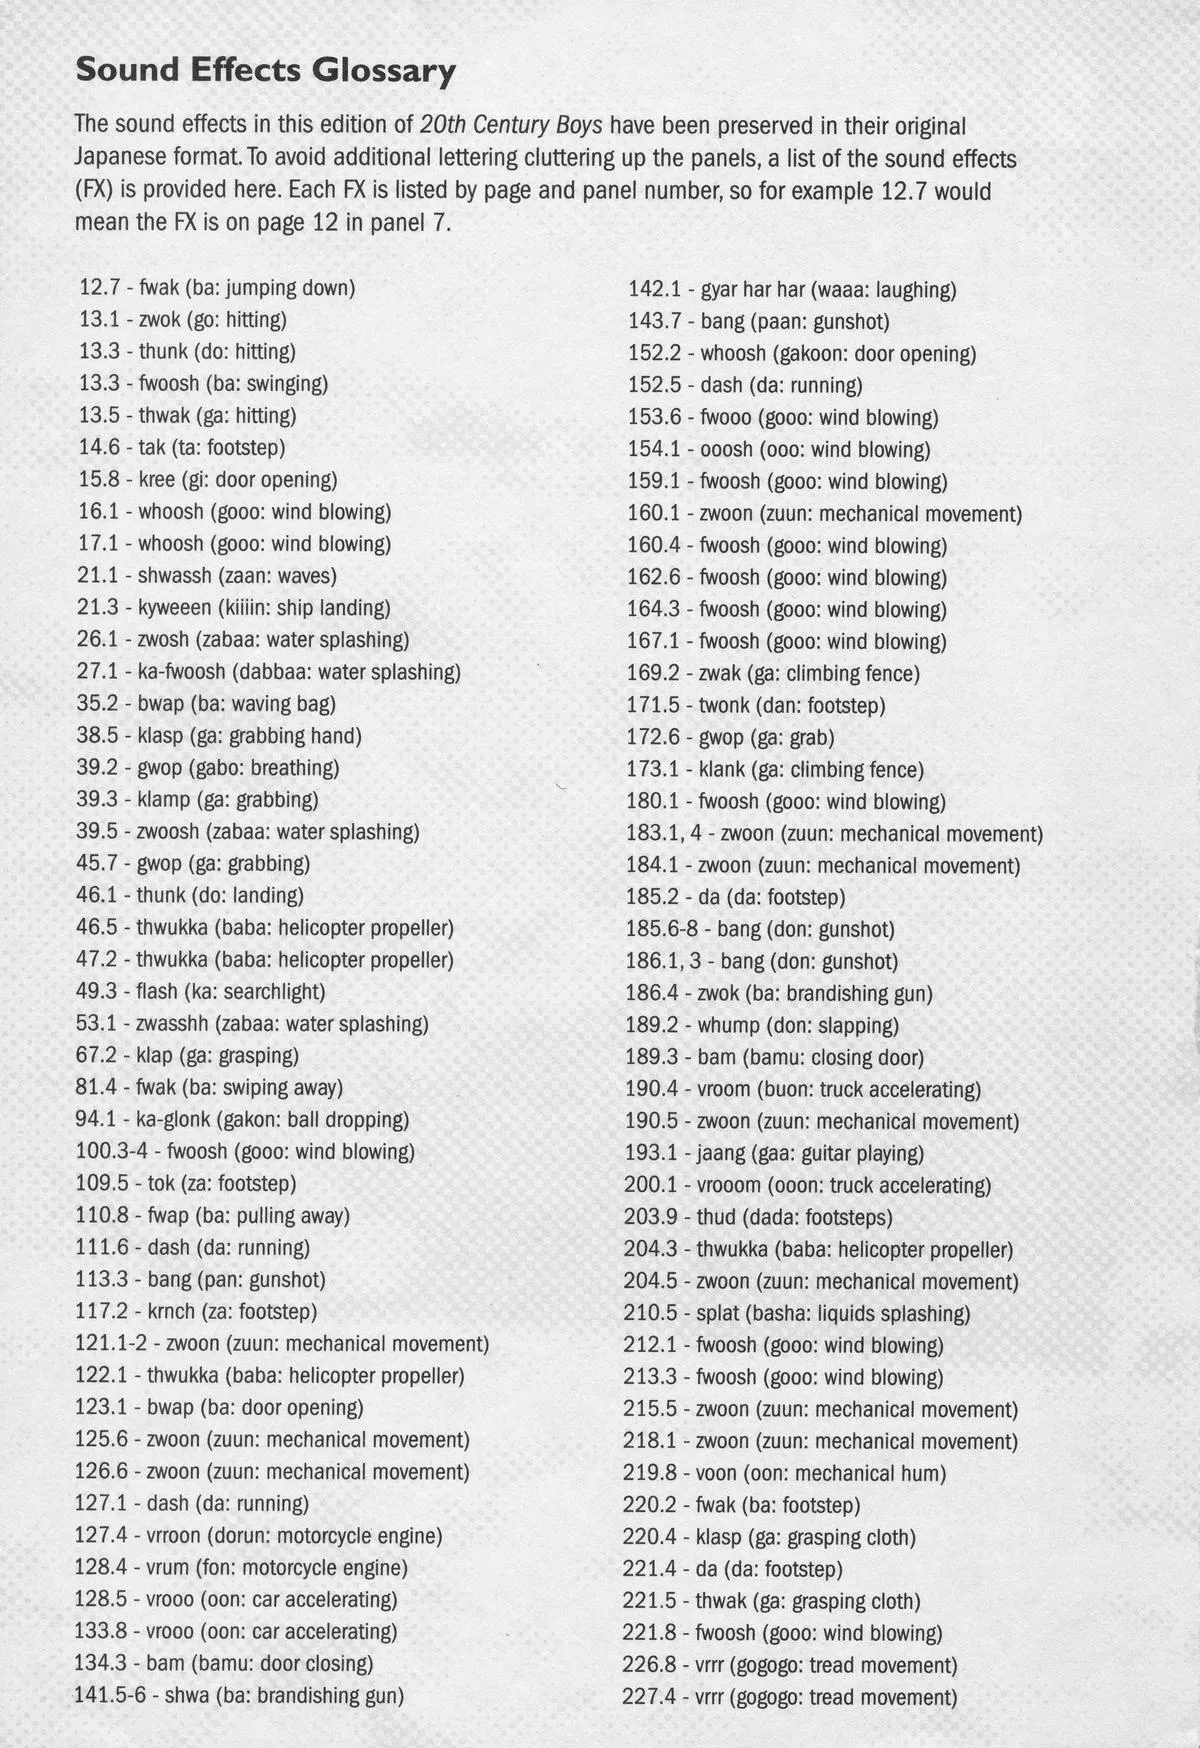 Sound Effects Glossary
The sound effects in this edition of 20th Century Boys have been preserved in their original
Japanese format. To avoid additional lettering cluttering up the panels, a list of the sound effects
(FX) is provided here. Each FX is listed by page and panel number, so for example 12.7 would
mean the FX is on page 12 in panel 7.
12.7 - fwak (ba: jumping down)
13.1 - zwok (go: hitting)
13.3 - thunk (do: hitting)
13.3 - fwoosh (ba: swinging)
13.5 - thwak (ga: hitting)
14.6 - tak (ta: footstep)
15.8 - kree (gi: door opening)
16.1 - whoosh (gooo: wind blowing)
17.1 - whoosh (gooo: wind blowing)
21.1 - shwassh (zaan: waves)
21.3 - kyweeen (kiiiin: ship landing)
26.1 - zwosh (zabaa: water splashing)
27.1 - ka-fwoosh (dabbaa: water splashing)
35.2 - bwap (ba: waving bag)
38.5 - klasp (ga: grabbing hand)
39.2 - gwop (gabo: breathing)
39.3 - klamp (ga: grabbing)
39.5 - zwoosh (zabaa: water splashing)
45.7 - gwop (ga: grabbing)
46.1 - thunk (do: landing)
46.5 - thwukka (baba: helicopter propeller)
47.2 - thwukka (baba: helicopter propeller)
49.3 - flash (ka: searchlight)
53.1 - zwasshh (zabaa: water splashing)
67.2 - klap (ga: grasping)
81.4 - fwak (ba: swiping away)
94.1 - ka-glonk (gakon: ball dropping)
100.3-4 - fwoosh (gooo: wind blowing)
109.5 - tok (za: footstep)
110.8 - fwap (ba: pulling away)
111.6 - dash (da: running)
113.3 - bang (pan: gunshot)
117.2 - krnch (za: footstep)
121.1-2 - zwoon (zuun: mechanical movement)
122.1 - thwukka (baba: helicopter propeller)
123.1 - bwap (ba: door opening)
125.6 - zwoon (zuun: mechanical movement)
126.6 - zwoon (zuun: mechanical movement)
127.1 - dash (da: running)
127.4 - vrroon (dorun: motorcycle engine)
128.4 - vrum (fon: motorcycle engine)
128.5 - vrooo (oon: car accelerating)
133.8 - vrooo (oon: car accelerating)
134.3 - bam (bamu: door closing)
141.5-6 - shwa (ba: brandishing gun)
142.1 - gyar har har (waaa: laughing)
143.7 - bang (paan: gunshot)
152.2 - whoosh (gakoon: door opening)
152.5 - dash (da: running)
153.6 - fwooo (gooo: wind blowing)
154.1 - ooosh (ooo: wind blowing)
159.1 - fwoosh (gooo: wind blowing)
160.1 - zwoon (zuun: mechanical movement)
160.4 - fwoosh (gooo: wind blowing)
162.6 - fwoosh (gooo: wind blowing)
164.3 - fwoosh (gooo: wind blowing)
167.1 - fwoosh (gooo: wind blowing)
169.2 - zwak (ga: climbing fence)
171.5 - twonk (dan: footstep)
172.6 - gwop (ga: grab)
173.1 - klank (ga: climbing fence)
180.1 - fwoosh (gooo: wind blowing)
183.1, 4 - zwoon (zuun: mechanical movement)
184.1 - zwoon (zuun: mechanical movement)
185.2 - da (da: footstep)
185.6-8 - bang (don: gunshot)
186.1, 3 - bang (don: gunshot)
186.4 - zwok (ba: brandishing gun)
189.2 - whump (don: slapping)
189.3 - bam (bamu: closing door)
190.4 - vroom (buon: truck accelerating)
190.5 - zwoon (zuun: mechanical movement)
193.1 - jaang (gaa: guitar playing)
200.1 - vrooom (ooon: truck accelerating)
203.9 - thud (dada: footsteps)
204.3 - thwukka (baba: helicopter propeller)
204.5 - zwoon (zuun: mechanical movement)
210.5 - splat (basha: liquids splashing)
212.1 - fwoosh (gooo: wind blowing)
213.3 - fwoosh (gooo: wind blowing)
215.5 - zwoon (zuun: mechanical movement)
218.1 - zwoon (zuun: mechanical movement)
219.8 - voon (oon: mechanical hum)
220.2 - fwak (ba: footstep)
220.4 - klasp (ga: grasping cloth)
221.4 - da (da: footstep)
221.5 - thwak (ga: grasping cloth)
221.8 - fwoosh (gooo: wind blowing)
226.8 - vrrr (gogogo: tread movement)
227.4 - vrrr (gogogo: tread movement)